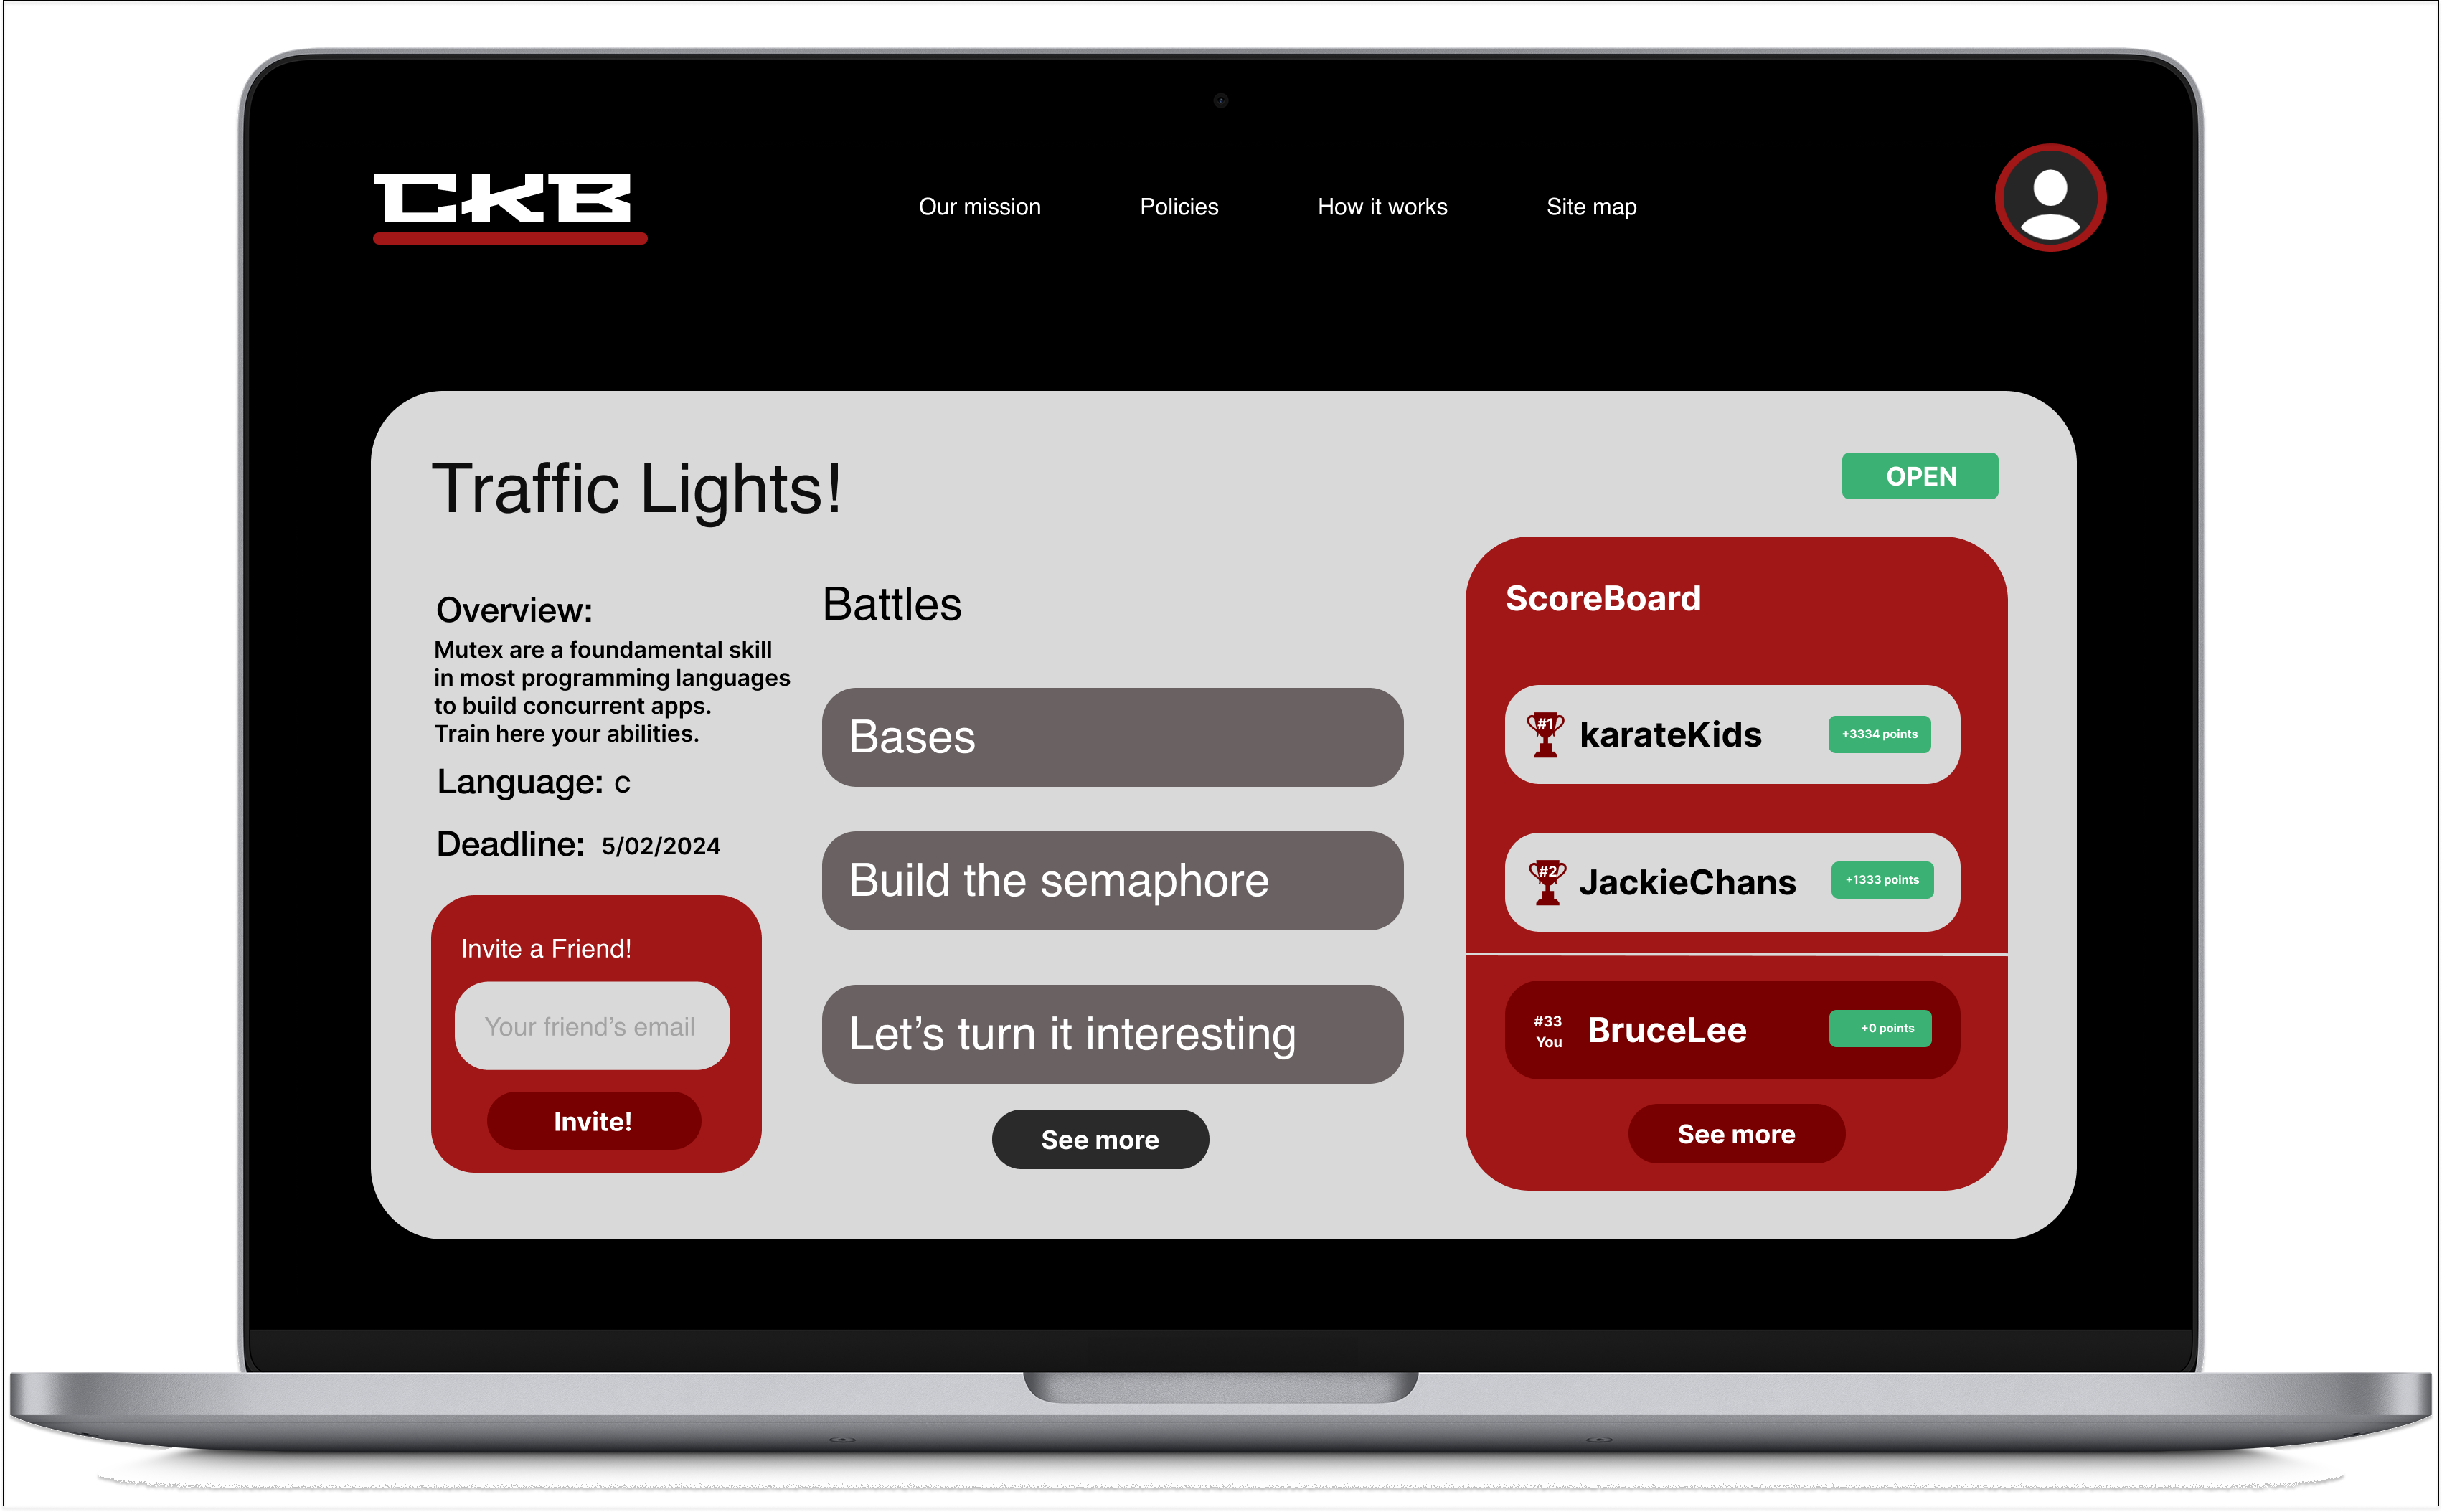 CKB
Our mission
Policies
How it works
Site map
Traffic Lights!
OPEN
Overview:
Mutex are a foundamental skill
in most programming languages
to build concurrent apps.
Train here your abilities.
Language: C
Deadline: 5/02/2024
Invite a Friend!
Your friend’s email
Invite!
Battles
Bases
Build the semaphore
Let’s turn it interesting
See more
ScoreBoard
#1 karateKids +3334 points
#2 JackieChans +1333 points
#33
You
BruceLee +0 points
See more